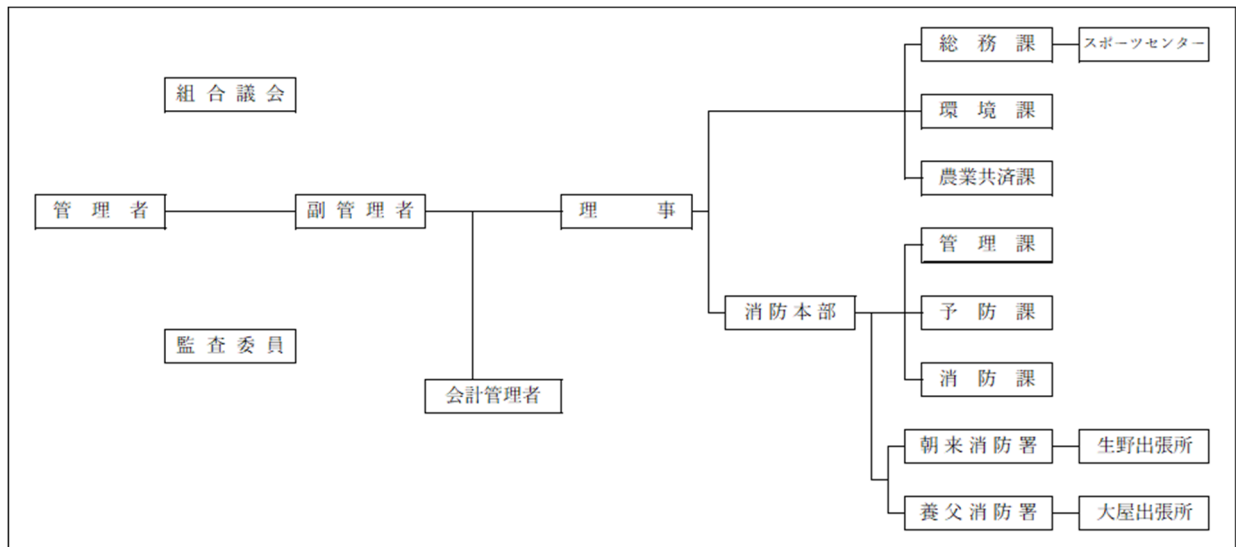 総務課
スポーツセンター
組合議会
環境課
農業共済課
管理者
副管理者
理事
管理課
消防本部
予防課
監査委員
消防課
会計管理者
朝来消防署
生野出張所
養父消防署
大屋出張所